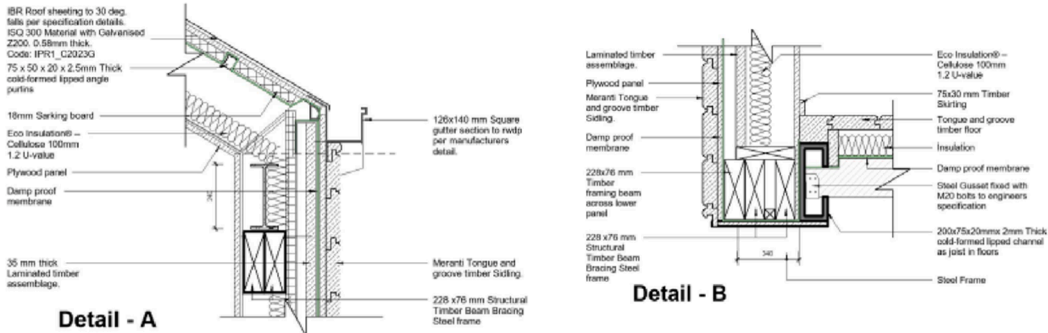 IBR Roof sheeting to 30 deg.
falls per specification details.
ISQ 300 Material with Galvanised
Z200. 0.58mm thick.
Code: IPR1_C2023G
75 x 50 x 20 x 2.5mm Thick
cold-formed lipped angle
purlins
18mm Sarking board
Eco Insulation® –
Cellulose 100mm
1.2 U-value
Plywood panel
Damp proof
membrane
35 mm thick
Laminated timber
assemblage.
126x140 mm Square
gutter section to rwdp
per manufacturers
detail.
Meranti Tongue and
groove timber Sidling.
228 x76 mm Structural
Timber Beam Bracing
Steel frame
Detail - A
Laminated timber
assemblage.
Plywood panel
Meranti Tongue
and groove timber
Sidling.
Damp proof
membrane
228x76 mm
Timber
framing beam
across lower
panel
228 x76 mm
Structural
Timber Beam
Bracing Steel
frame
340
Eco Insulation® –
Cellulose 100mm
1.2 U-value
75x30 mm Timber
Skirting
Tongue and groove
timber floor
Insulation
Damp proof membrane
Steel Gusset fixed with
M20 bolts to engineers
specification
200x75x20mmx 2mm Thick
cold-formed lipped channel
as joist in floors
Steel Frame
Detail - B